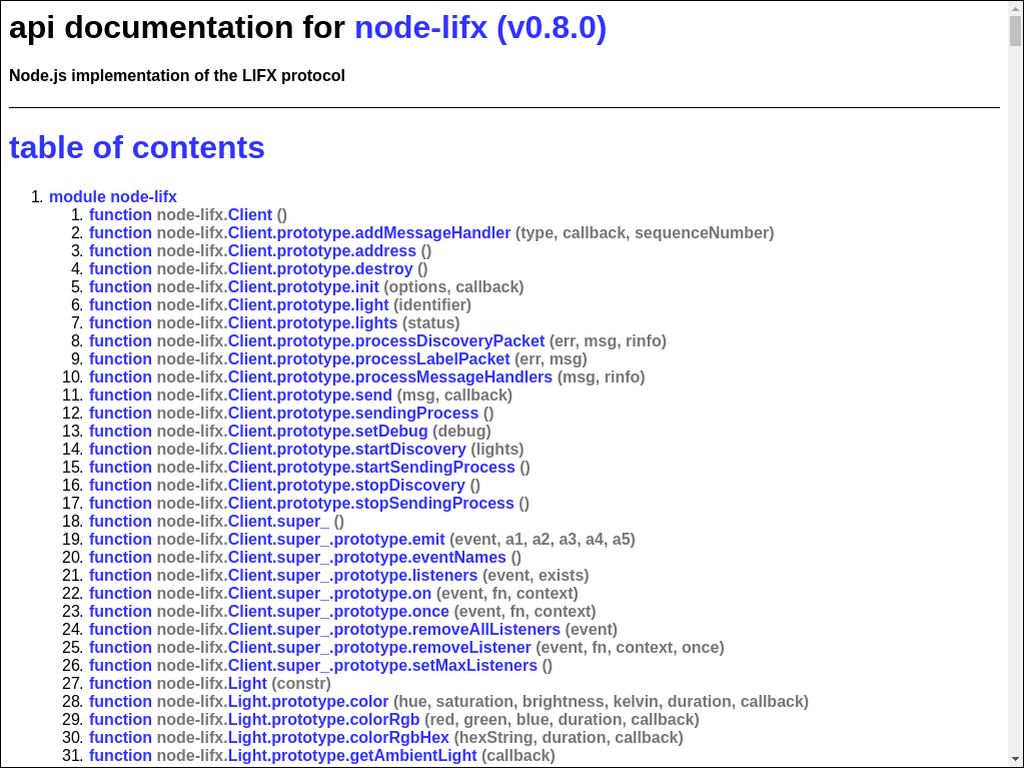 api documentation for node-lifx (v0.8.0)
Node.js implementation of the LIFX protocol
table of contents
1. module node-lifx
1. function node-lifx.Client ()
2. function node-lifx.Client.prototype.addMessageHandler (type, callback, sequenceNumber)
3. function node-lifx.Client.prototype.address ()
4. function node-lifx.Client.prototype.destroy ()
5. function node-lifx.Client.prototype.init (options, callback)
6. function node-lifx.Client.prototype.light (identifier)
7. function node-lifx.Client.prototype.lights (status)
8. function node-lifx.Client.prototype.processDiscoveryPacket (err, msg, rinfo)
9. function node-lifx.Client.prototype.processLabelPacket (err, msg)
10. function node-lifx.Client.prototype.processMessageHandlers (msg, rinfo)
11. function node-lifx.Client.prototype.send (msg, callback)
12. function node-lifx.Client.prototype.sendingProcess ()
13. function node-lifx.Client.prototype.setDebug (debug)
14. function node-lifx.Client.prototype.startDiscovery (lights)
15. function node-lifx.Client.prototype.startSendingProcess ()
16. function node-lifx.Client.prototype.stopDiscovery ()
17. function node-lifx.Client.prototype.stopSendingProcess ()
18. function node-lifx.Client.super_ ()
19. function node-lifx.Client.super_.prototype.emit (event, a1, a2, a3, a4, a5)
20. function node-lifx.Client.super_.prototype.eventNames ()
21. function node-lifx.Client.super_.prototype.listeners (event, exists)
22. function node-lifx.Client.super_.prototype.on (event, fn, context)
23. function node-lifx.Client.super_.prototype.once (event, fn, context)
24. function node-lifx.Client.super_.prototype.removeAllListeners (event)
25. function node-lifx.Client.super_.prototype.removeListener (event, fn, context, once)
26. function node-lifx.Client.super_.prototype.setMaxListeners ()
27. function node-lifx.Light (constr)
28. function node-lifx.Light.prototype.color (hue, saturation, brightness, kelvin, duration, callback)
29. function node-lifx.Light.prototype.colorRgb (red, green, blue, duration, callback)
30. function node-lifx.Light.prototype.colorRgbHex (hexString, duration, callback)
31. function node-lifx.Light.prototype.getAmbientLight (callback)